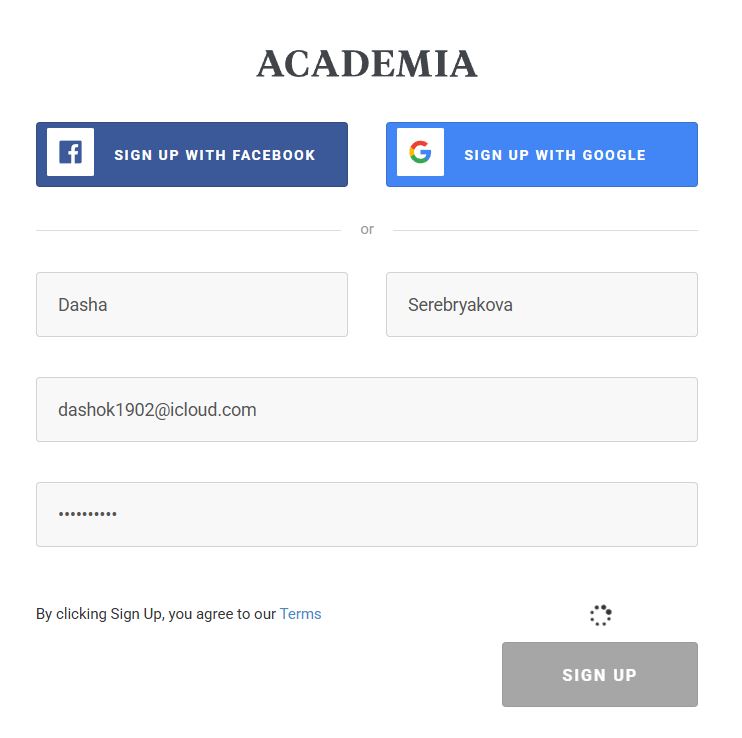 ACADEMIA
SIGN UP WITH FACEBOOK
SIGN UP WITH GOOGLE
or
Dasha
Serebryakova
dashok1902@icloud.com
••••••••••
By clicking Sign Up, you agree to our Terms
SIGN UP